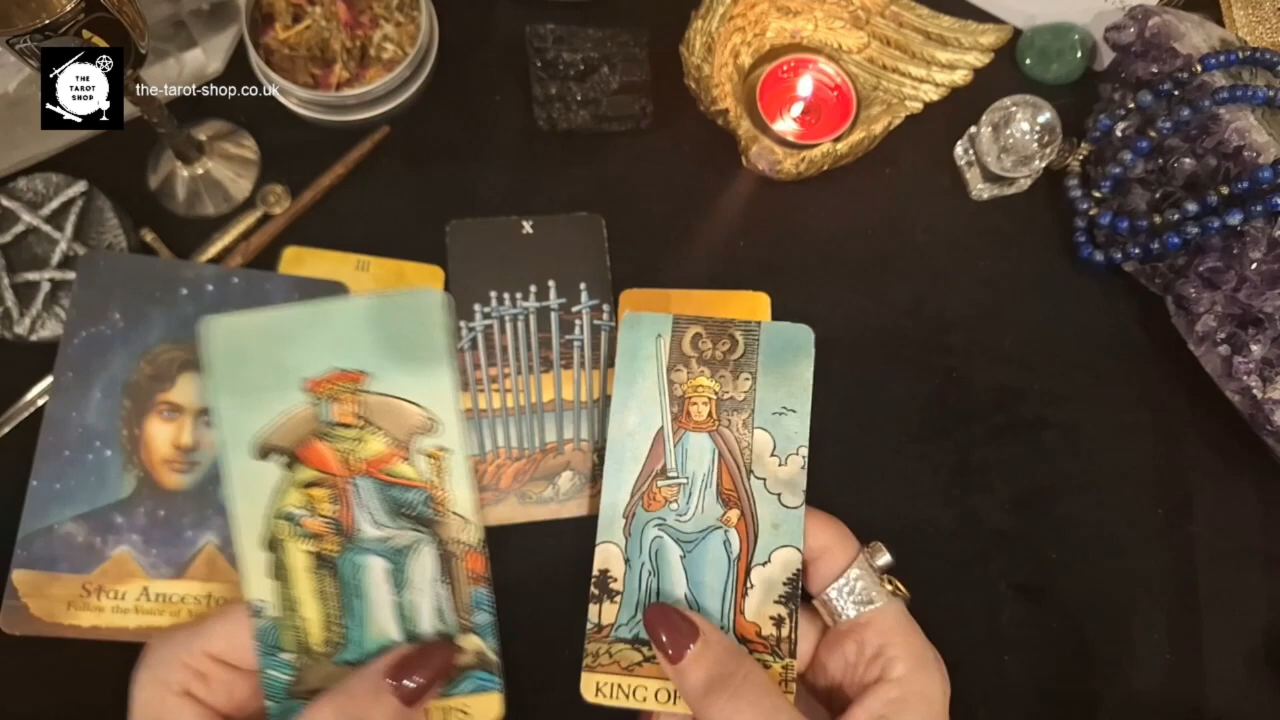 THE
TAROT
SHOP
the-tarot-shop.co.uk
III
X
Star Ancesto
Follow the Voice of
KING OF